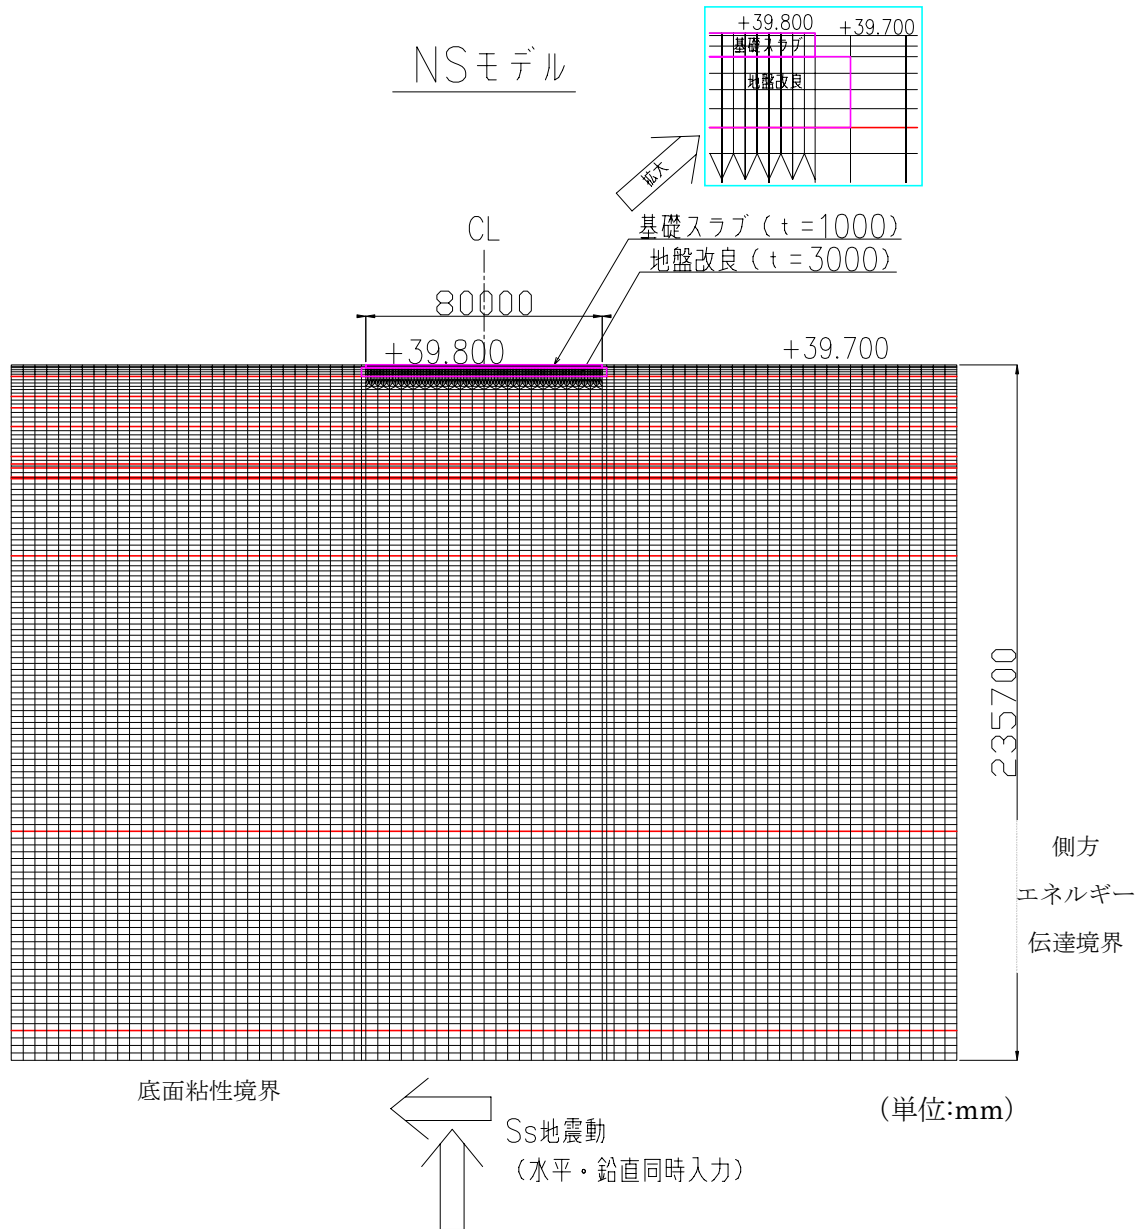 NSモデル
+39.800
+39.700
基礎スラブ
地盤改良
拡大
CL
基礎スラブ(t=1000)
地盤改良(t=3000)
80000
+39.800
+39.700
235700
側方
エネルギー
伝達境界
底面粘性境界
(単位:mm)
Ss地震動
(水平・鉛直同時入力)